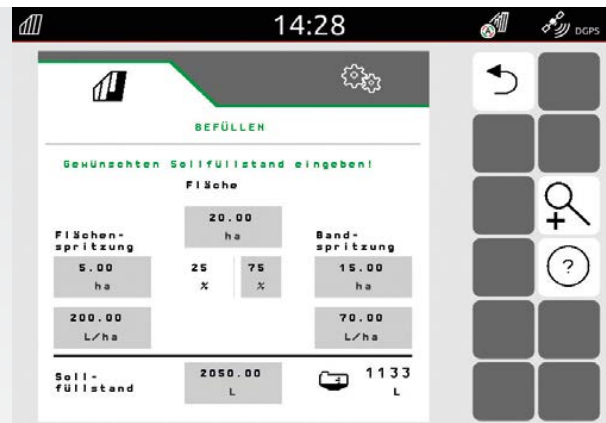 14:28
DGPS
BEFÜLLEN
Gewünschten Sollfüllstand eingeben!
Fläche
20.00
ha
Flächen-
spritzung
Band-
spritzung
5.00
ha
25
%
75
%
15.00
ha
200.00
L/ha
70.00
L/ha
Soll-
füllstand
2050.00
L
1133
L
?